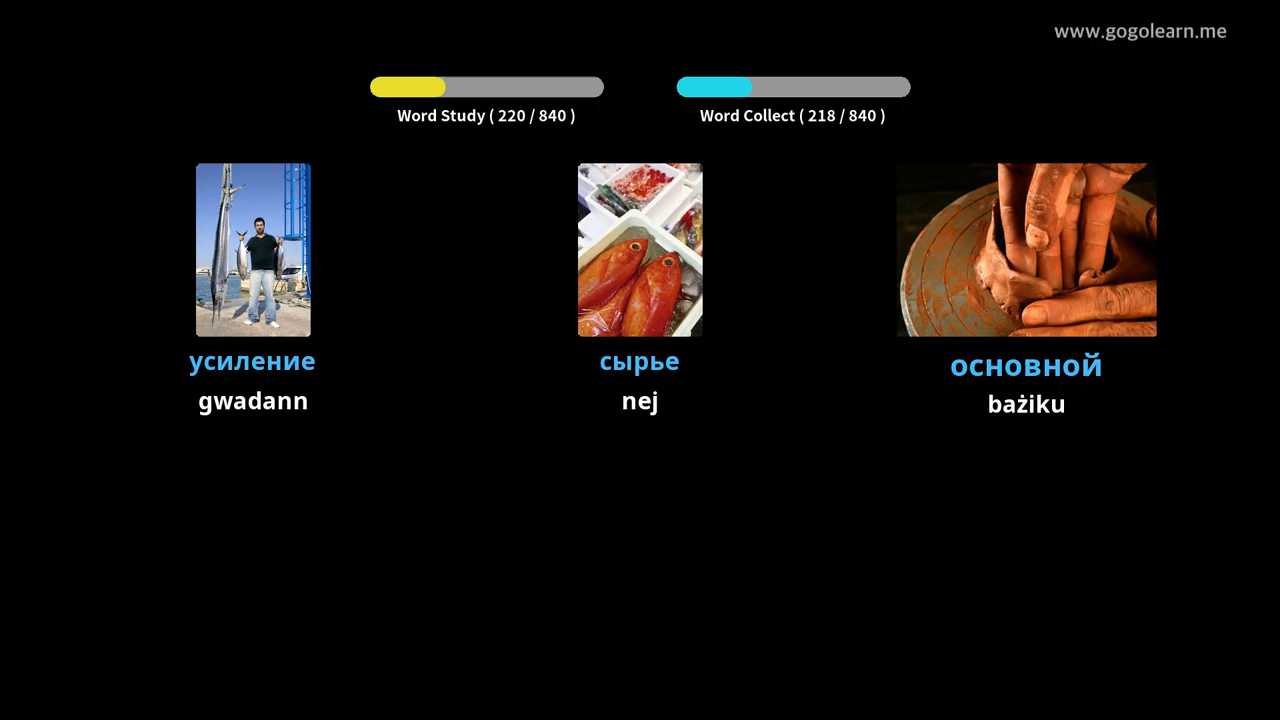 www.gogolearn.me
Word Study ( 220 / 840 )
Word Collect ( 218 / 840 )
усиление
сырье
основной
gwadann
nej
bażiku